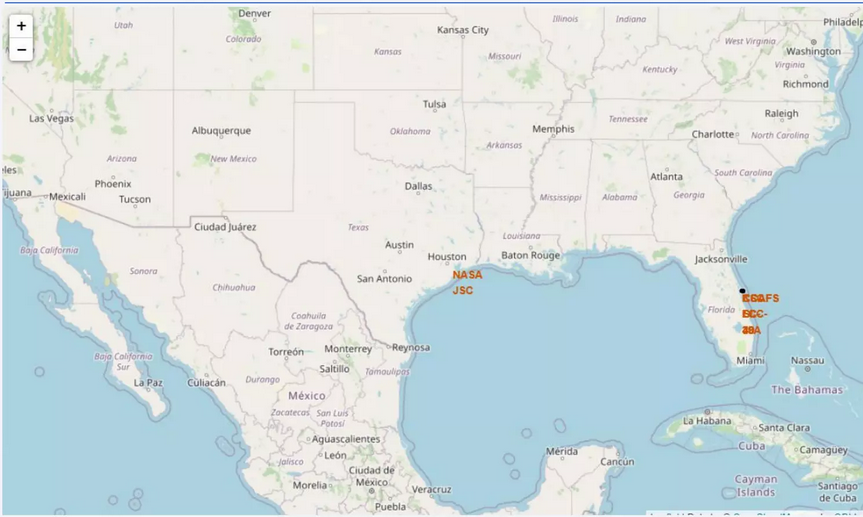 +
−
Denver
Utah
Colorado
Kansas City
Illinois
Indiana
Philadelp
Kansas
Missouri
West Virginia
Washington
Virginia
Kentucky
Richmond
Las Vegas
Tulsa
Raleigh
Albuquerque
Oklahoma
Memphis
Tennessee
Charlotte
North Carolina
Arizona
New Mexico
Arkansas
eles
Phoenix
Atlanta
South Carolina
ijuana
Mexicali
Tucson
Dallas
Mississippi
Alabama
Georgia
Ciudad Juárez
Texas
Louisiana
Baja California
Austin
Houston
Baton Rouge
Jacksonville
Sonora
San Antonio
NASA
JSC
Chihuahua
Florida
Coahuila
de Zaragoza
Torreón
Monterrey
Reynosa
Baja California
Sur
Saltillo
Tamaulipas
Miami
Nassau
La Paz
Culiacán
Durango
The Bahamas
México
Zacatecas
San Luis
Potosí
La Habana
Santa Clara
Aguascalientes
Cuba
Camaguey
León
Mérida
Cancún
Jalisco
Ciudad de
México
Cayman
Islands
Santiago
de Cuba
Morelia
Veracruz
Puebla